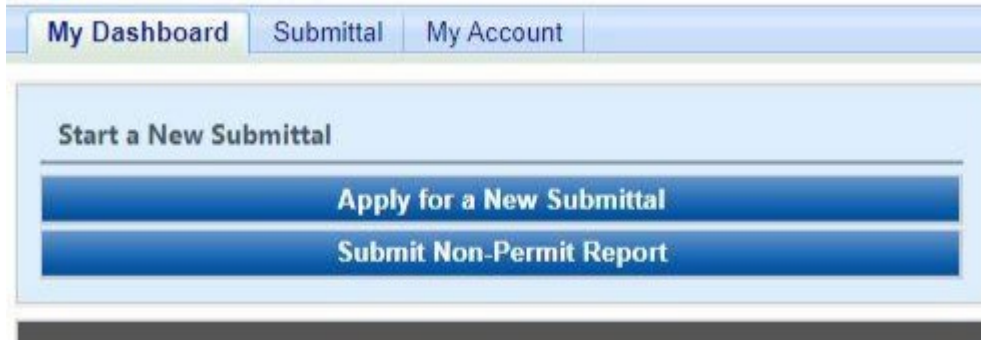 My Dashboard Submittal My Account
Start a New Submittal
Apply for a New Submittal
Submit Non-Permit Report